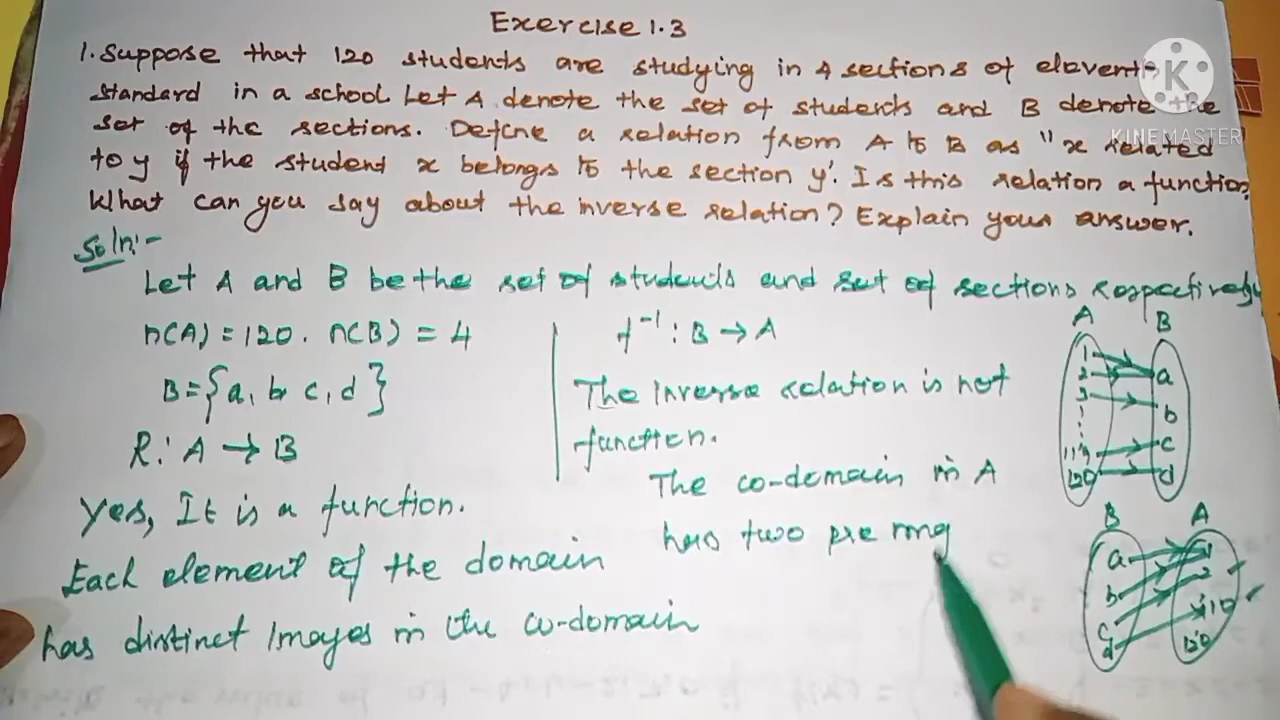 Exercise 1.3
1. Suppose that 120 students are studying in 4 sections of eleventh
standard in a school Let A denote the set of students and B denote the
set of the sections. Define a relation from A to B as "x related
to y if the student x belongs to the section y". Is this relation a function.
What can you say about the inverse relation? Explain your answer.
Soln:-
Let A and B be the set of students and set of sections respectively
n(A) = 120. n(B) = 4
B = {a, b c, d}
R: A → B
Yes, It is a function.
Each element of the domain
has distinct Images in the co-domain
f⁻¹ : B → A
The Inverse relation is not
function.
The co-domain in A
has two pre
A B
1
2
3
119
120
a
b
c
d
B A
a
b
c
d
1
2
120
KINEMASTER
K